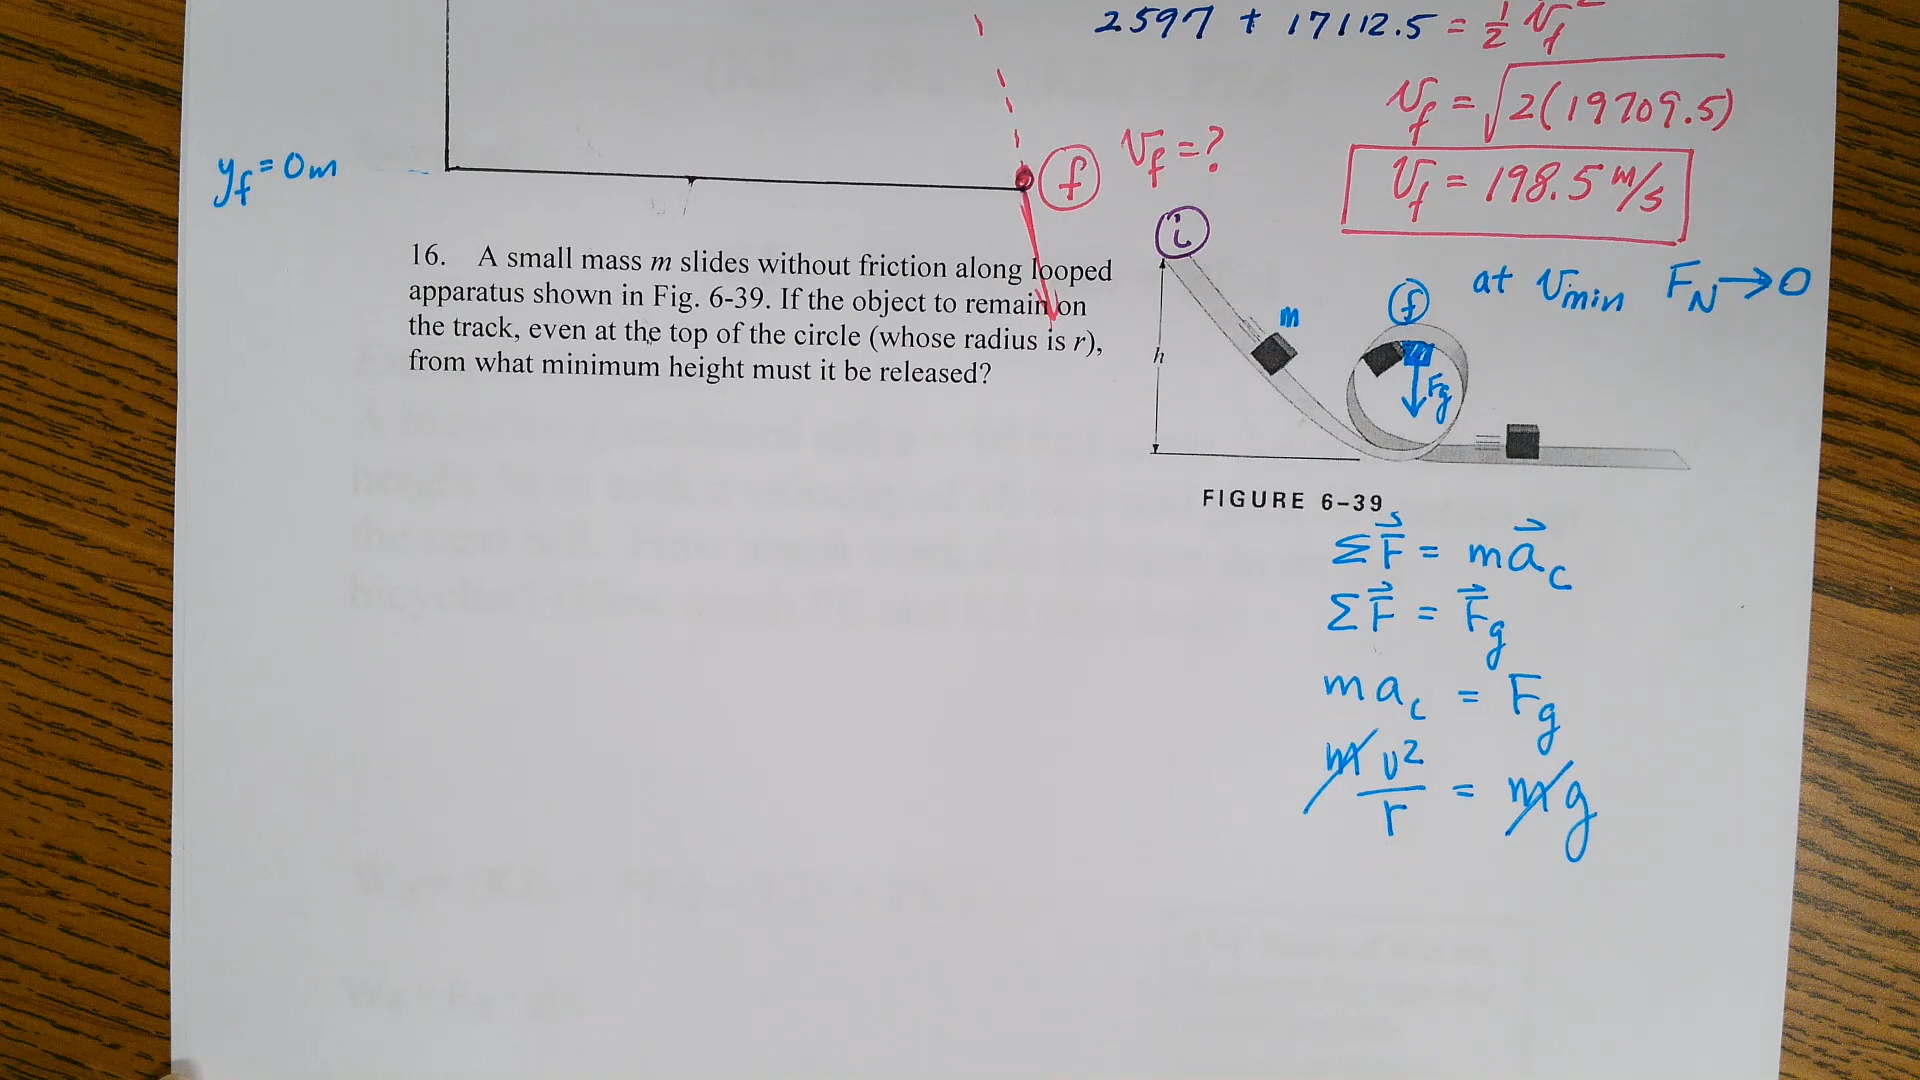 2597 + 17112.5 = ½ v_f²
v_f = √2(19709.5)
v_f = 198.5 m/s
y_f = 0m
f
v_f = ?
16. A small mass m slides without friction along looped
apparatus shown in Fig. 6-39. If the object to remain on
the track, even at the top of the circle (whose radius is r),
from what minimum height must it be released?
i
m
h
f
at v_min F_N → 0
m
F_g
FIGURE 6-39
ΣF⃗ = ma⃗_c
ΣF⃗ = F⃗_g
ma_c = F_g
m v²/r = mg